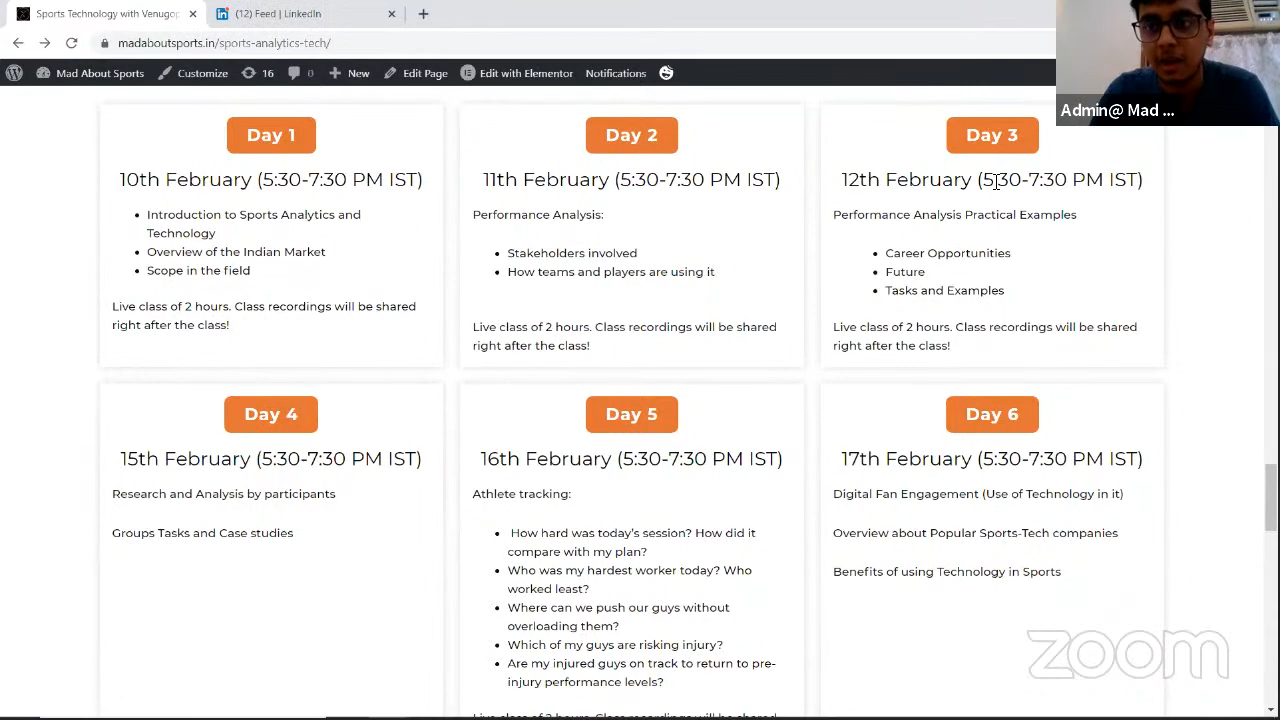 Sports Technology with Venugop
(12) Feed | LinkedIn
madaboutsports.in/sports-analytics-tech/
Mad About Sports
Customize
16
0
New
Edit Page
Edit with Elementor
Notifications
Admin@ Mad ...
Day 1
10th February (5:30-7:30 PM IST)
Introduction to Sports Analytics and
Technology
Overview of the Indian Market
Scope in the field
Live class of 2 hours. Class recordings will be shared
right after the class!
Day 2
11th February (5:30-7:30 PM IST)
Performance Analysis:
Stakeholders involved
How teams and players are using it
Live class of 2 hours. Class recordings will be shared
right after the class!
Day 3
12th February (5:30-7:30 PM IST)
Performance Analysis Practical Examples
Career Opportunities
Future
Tasks and Examples
Live class of 2 hours. Class recordings will be shared
right after the class!
Day 4
15th February (5:30-7:30 PM IST)
Research and Analysis by participants
Groups Tasks and Case studies
Day 5
16th February (5:30-7:30 PM IST)
Athlete tracking:
How hard was today's session? How did it
compare with my plan?
Who was my hardest worker today? Who
worked least?
Where can we push our guys without
overloading them?
Which of my guys are risking injury?
Are my injured guys on track to return to pre-
injury performance levels?
Live class of 2 hours. Class recordings will be shared
Day 6
17th February (5:30-7:30 PM IST)
Digital Fan Engagement (Use of Technology in it)
Overview about Popular Sports-Tech companies
Benefits of using Technology in Sports
zoom